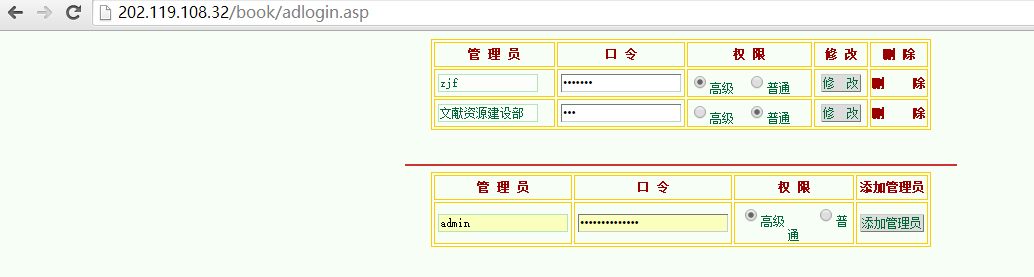 202.119.108.32/book/adlogin.asp
管 理 员 口 令 权 限 修 改 删 除
zjf ••••••• 高级 普通 修 改 删 除
文献资源建设部 ••• 高级 普通 修 改 删 除
管 理 员 口 令 权 限 添加管理员
admin •••••••••••••• 高级 普通 添加管理员